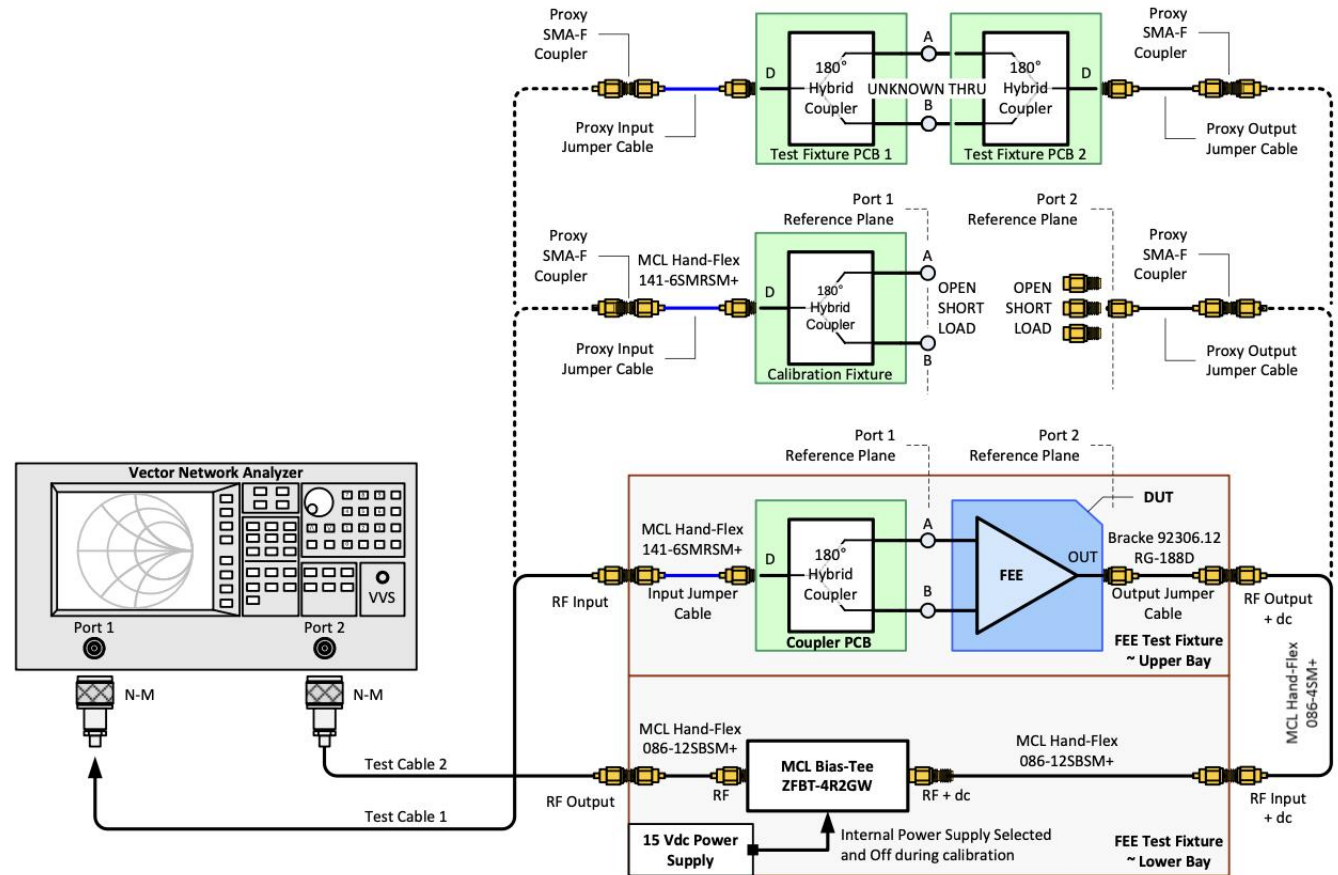 Proxy
SMA-F
Coupler
D
180°
Hybrid
Coupler
A
UNKNOWN THRU
B
180°
Hybrid
Coupler
D
Proxy
SMA-F
Coupler
Proxy Input
Jumper Cable
Test Fixture PCB 1
Test Fixture PCB 2
Proxy Output
Jumper Cable
Port 1
Reference Plane
Port 2
Reference Plane
Proxy
SMA-F
Coupler
MCL Hand-Flex
141-6SMRSM+
D
180°
Hybrid
Coupler
A
B
OPEN
SHORT
LOAD
OPEN
SHORT
LOAD
Proxy
SMA-F
Coupler
Proxy Input
Jumper Cable
Calibration Fixture
Proxy Output
Jumper Cable
Port 1
Reference Plane
Port 2
Reference Plane
Vector Network Analyzer
VVS
Port 1
Port 2
N-M
N-M
RF Input
MCL Hand-Flex
141-6SMRSM+
Input Jumper
Cable
D
180°
Hybrid
Coupler
Coupler PCB
A
B
FEE
OUT
DUT
Bracke 92306.12
RG-188D
Output Jumper
Cable
RF Output
+ dc
FEE Test Fixture
~ Upper Bay
MCL Hand-Flex
086-4SM+
Test Cable 2
Test Cable 1
RF Output
MCL Hand-Flex
086-12SBSM+
RF
MCL Bias-Tee
ZFBT-4R2GW
RF + dc
MCL Hand-Flex
086-12SBSM+
RF Input
+ dc
15 Vdc Power
Supply
Internal Power Supply Selected
and Off during calibration
FEE Test Fixture
~ Lower Bay